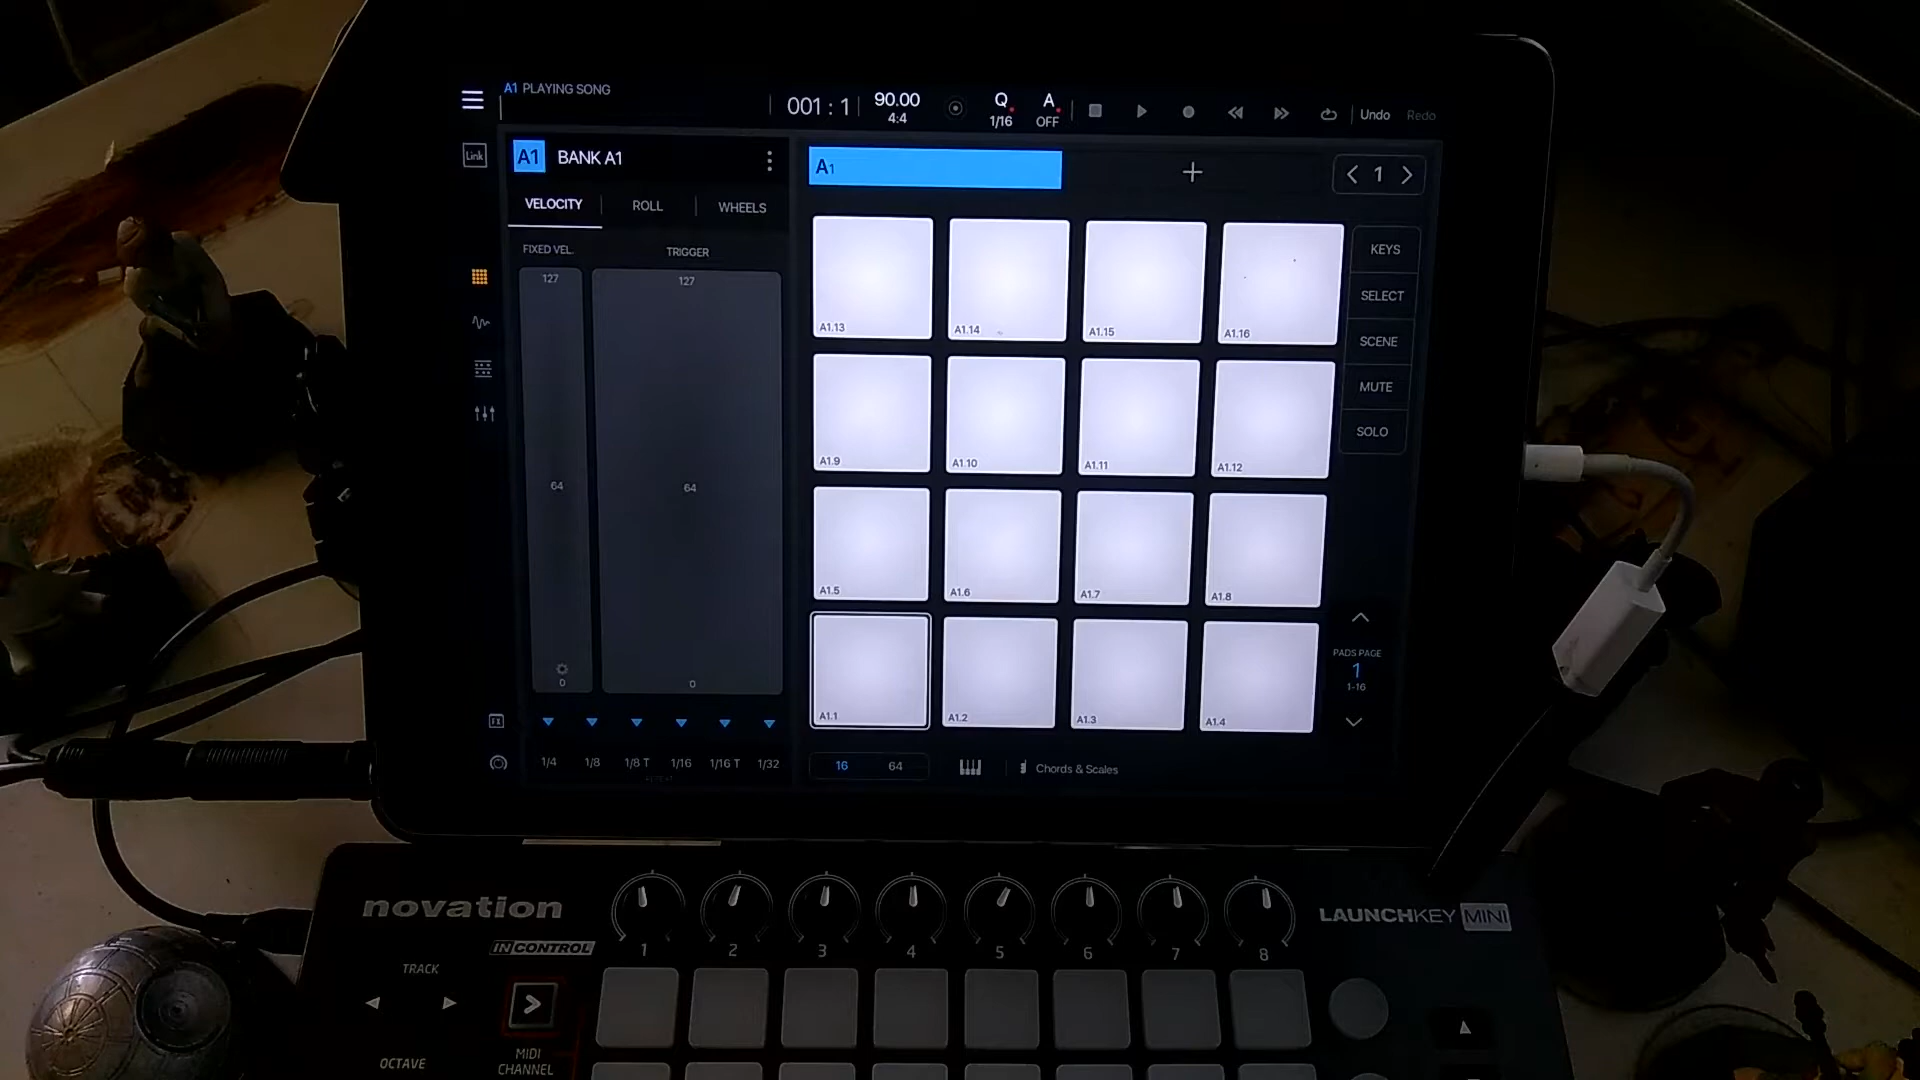 A1 PLAYING SONG
001 : 1
90.00
4:4
Q
1/16
A
OFF
Undo
Redo
Link
A1 BANK A1
A1
1
VELOCITY
ROLL
WHEELS
FIXED VEL.
TRIGGER
127
127
64
64
0
0
1/4
1/8
1/8 T
1/16
1/16 T
1/32
REPEAT
FX
A1.13
A1.14
A1.15
A1.16
A1.9
A1.10
A1.11
A1.12
A1.5
A1.6
A1.7
A1.8
A1.1
A1.2
A1.3
A1.4
KEYS
SELECT
SCENE
MUTE
SOLO
PADS PAGE
1
1-16
16
64
Chords & Scales
novation
IN CONTROL
LAUNCHKEY MINI
1
2
3
4
5
6
7
8
TRACK
OCTAVE
MIDI
CHANNEL